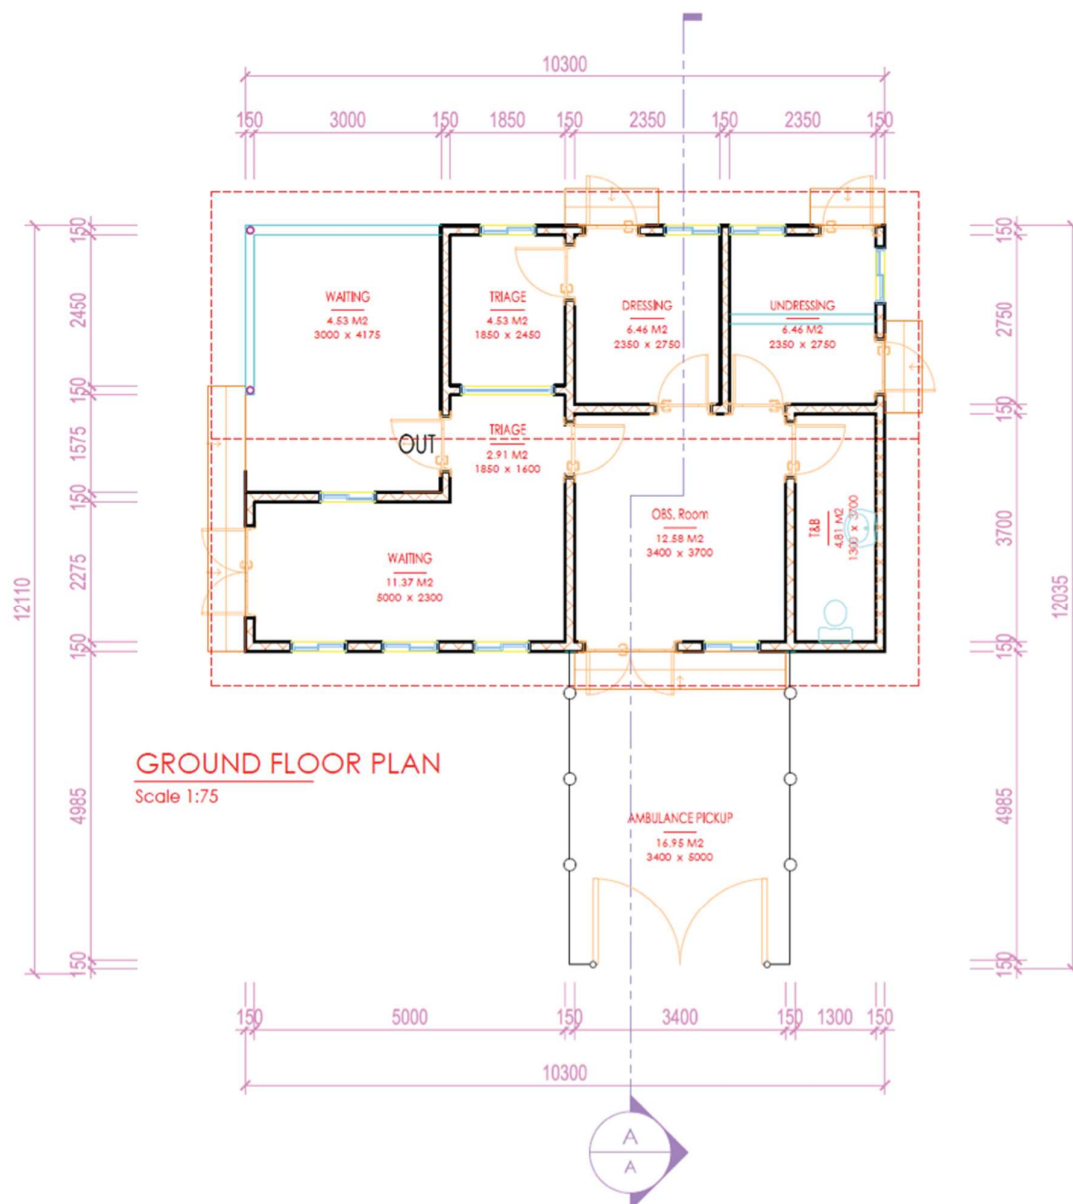 10300
150 3000 150 1850 150 2350 150 2350 150
150
2450
150
1575
150
2275
150
4985
150
12110
150
2750
150
3700
150
4985
150
12035
WAITING
4.53 M2
3000 x 4175
TRIAGE
4.53 M2
1850 x 2450
DRESSING
6.46 M2
2350 x 2750
UNDRESSING
6.46 M2
2350 x 2750
OUT
TRIAGE
2.91 M2
1850 x 1600
OBS. Room
12.58 M2
3400 x 3700
T&B
4.81 M2
1300 x 3700
WAITING
11.37 M2
5000 x 2300
GROUND FLOOR PLAN
Scale 1:75
AMBULANCE PICKUP
16.95 M2
3400 x 5000
150 5000 150 3400 150 1300 150
10300
A
A